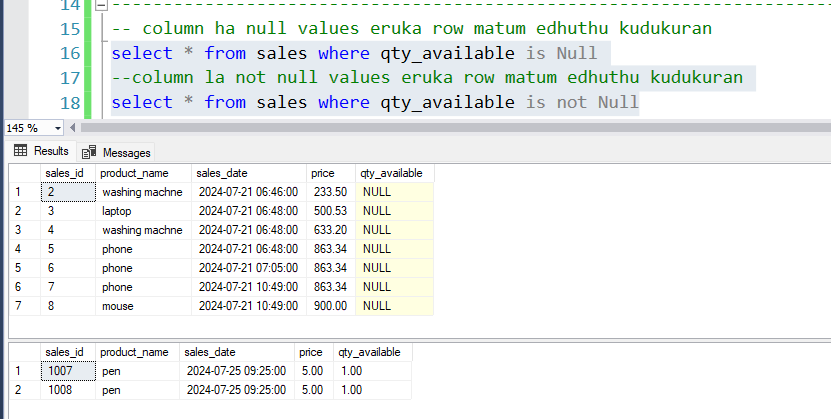 14 ------------------------------------------------------------
15 -- column ha null values eruka row matum edhuthu kudukuran
16 select * from sales where qty_available is Null
17 --column la not null values eruka row matum edhuthu kudukuran
18 select * from sales where qty_available is not Null
145 %
Results Messages
sales_id product_name sales_date price qty_available
1 2 washing machne 2024-07-21 06:46:00 233.50 NULL
2 3 laptop 2024-07-21 06:48:00 500.53 NULL
3 4 washing machne 2024-07-21 06:48:00 633.20 NULL
4 5 phone 2024-07-21 06:48:00 863.34 NULL
5 6 phone 2024-07-21 07:05:00 863.34 NULL
6 7 phone 2024-07-21 10:49:00 863.34 NULL
7 8 mouse 2024-07-21 10:49:00 900.00 NULL
sales_id product_name sales_date price qty_available
1 1007 pen 2024-07-25 09:25:00 5.00 1.00
2 1008 pen 2024-07-25 09:25:00 5.00 1.00